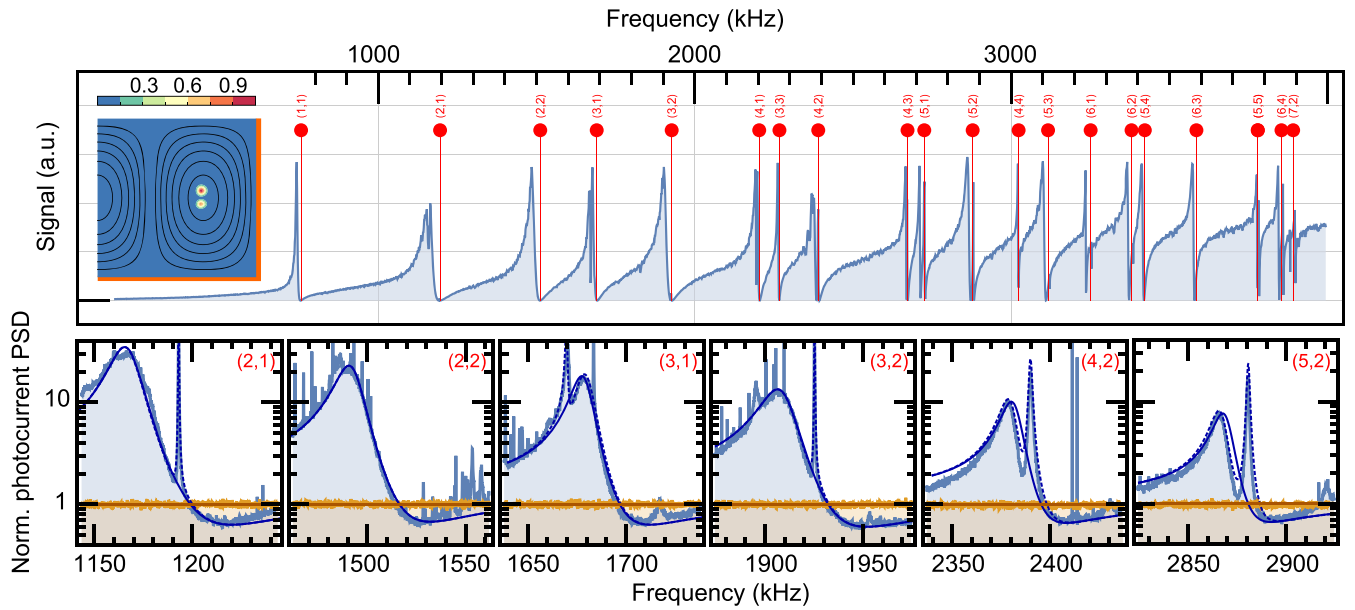 Frequency (kHz)
1000 2000 3000
0.3 0.6 0.9
(1,1) (2,1) (2,2) (3,1) (3,2) (4,1) (3,3) (4,2) (4,3) (5,1) (5,2) (4,4) (5,3) (6,1) (6,2) (5,4) (6,3) (5,5) (6,4) (7,2)
Signal (a.u.)
Norm. photocurrent PSD
(2,1) (2,2) (3,1) (3,2) (4,2) (5,2)
10
1
1150 1200 1500 1550 1650 1700 1900 1950 2350 2400 2850 2900
Frequency (kHz)